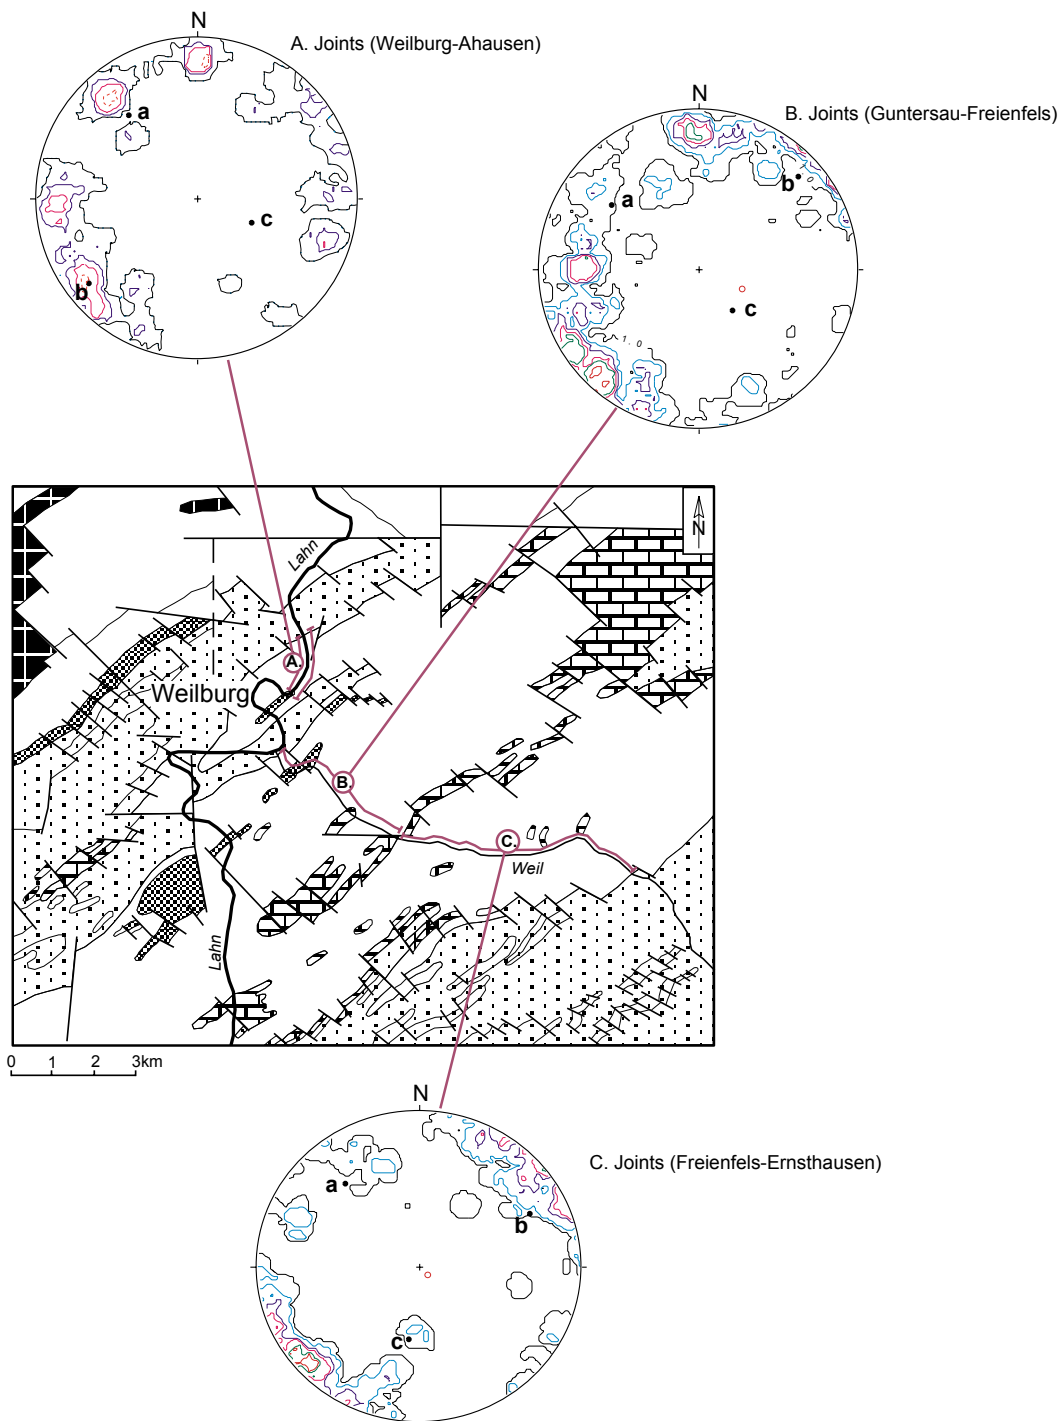 N
A. Joints (Weilburg-Ahausen)
a
b
c
N
B. Joints (Guntersau-Freienfels)
a
b
c
1.0
N
Lahn
A.
Weilburg
B.
C.
Weil
Lahn
0 1 2 3km
N
C. Joints (Freienfels-Ernsthausen)
a
b
c